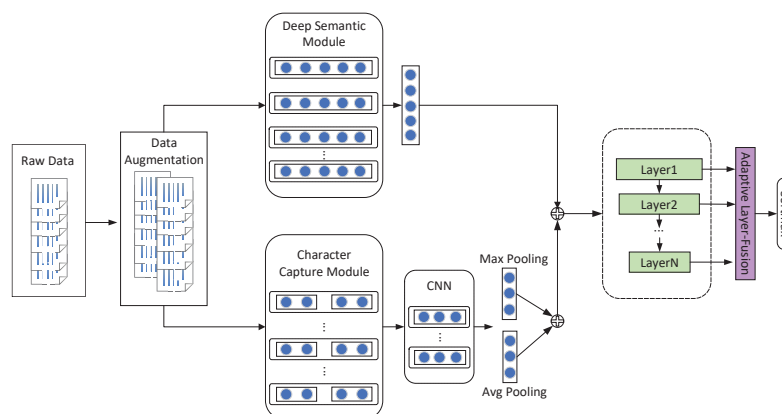 Raw Data
Data
Augmentation
Deep Semantic
Module
Character
Capture Module
CNN
Max Pooling
Avg Pooling
Layer1
Layer2
LayerN
Adaptive Layer-Fusion